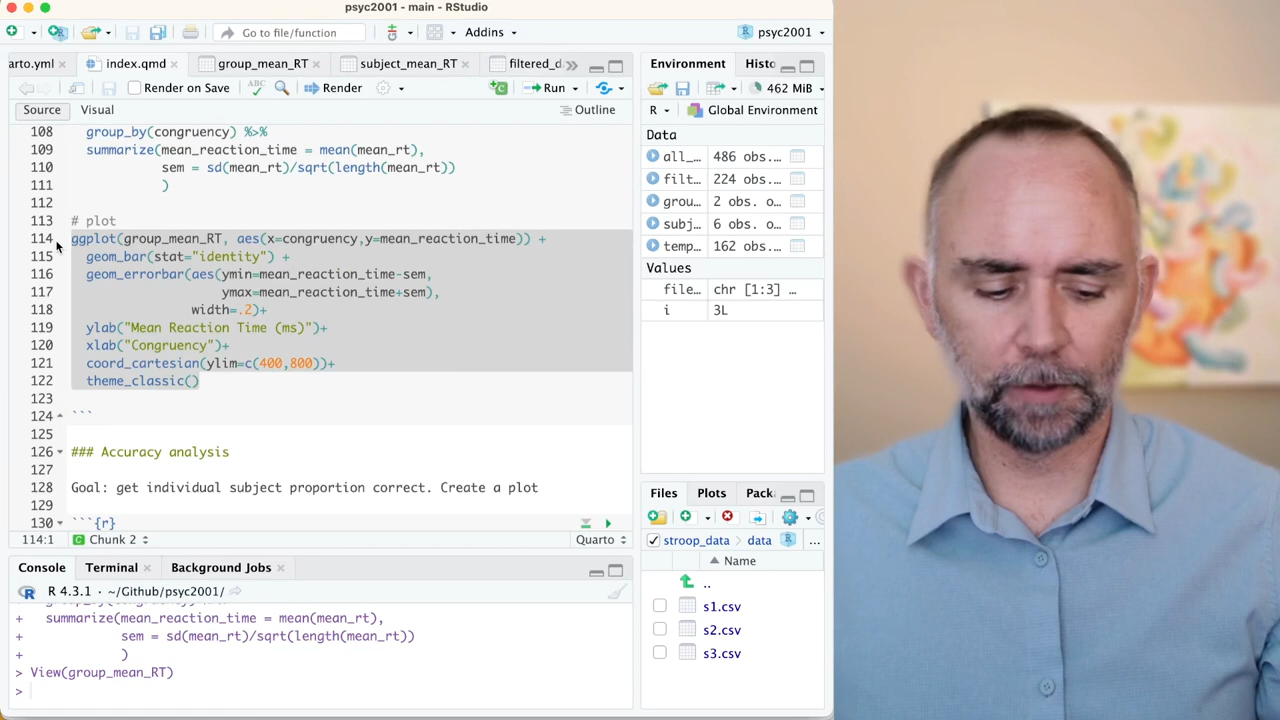 psyc2001 - main - RStudio
Go to file/function
Addins
psyc2001
arto.yml
index.qmd
group_mean_RT
subject_mean_RT
filtered_d
Render on Save
ABC
Render
Run
Source
Visual
Outline
108 group_by(congruency) %>%
109 summarize(mean_reaction_time = mean(mean_rt),
110 sem = sd(mean_rt)/sqrt(length(mean_rt))
111 )
112
113 # plot
114 ggplot(group_mean_RT, aes(x=congruency,y=mean_reaction_time)) +
115 geom_bar(stat="identity") +
116 geom_errorbar(aes(ymin=mean_reaction_time-sem,
117 ymax=mean_reaction_time+sem),
118 width=.2)+
119 ylab("Mean Reaction Time (ms)")+
120 xlab("Congruency")+
121 coord_cartesian(ylim=c(400,800))+
122 theme_classic()
123
124 ```
125
126 ### Accuracy analysis
127
128 Goal: get individual subject proportion correct. Create a plot
129
130 ```{r}
114:1
Chunk 2
Quarto
Console
Terminal
Background Jobs
R 4.3.1 · ~/Github/psyc2001/
+ summarize(mean_reaction_time = mean(mean_rt),
+ sem = sd(mean_rt)/sqrt(length(mean_rt))
+ )
> View(group_mean_RT)
>
Environment
Histo
462 MiB
R
Global Environment
Data
all_… 486 obs.…
filt… 224 obs.…
grou… 2 obs. o…
subj… 6 obs. o…
temp… 162 obs.…
Values
file… chr [1:3] …
i 3L
Files
Plots
Packa
stroop_data
data
...
Name
..
s1.csv
s2.csv
s3.csv